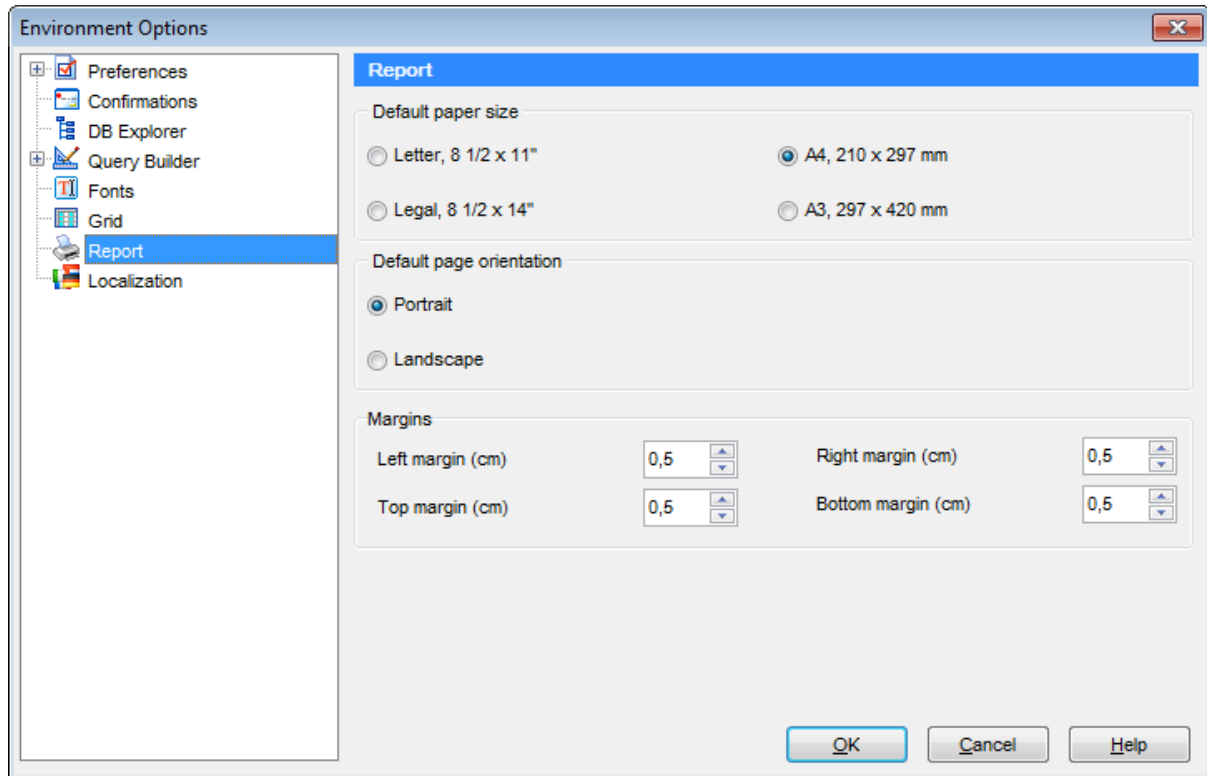 Environment Options
Preferences
Confirmations
DB Explorer
Query Builder
Fonts
Grid
Report
Localization
Report
Default paper size
Letter, 8 1/2 x 11" A4, 210 x 297 mm
Legal, 8 1/2 x 14" A3, 297 x 420 mm
Default page orientation
Portrait
Landscape
Margins
Left margin (cm) 0,5 Right margin (cm) 0,5
Top margin (cm) 0,5 Bottom margin (cm) 0,5
OK Cancel Help